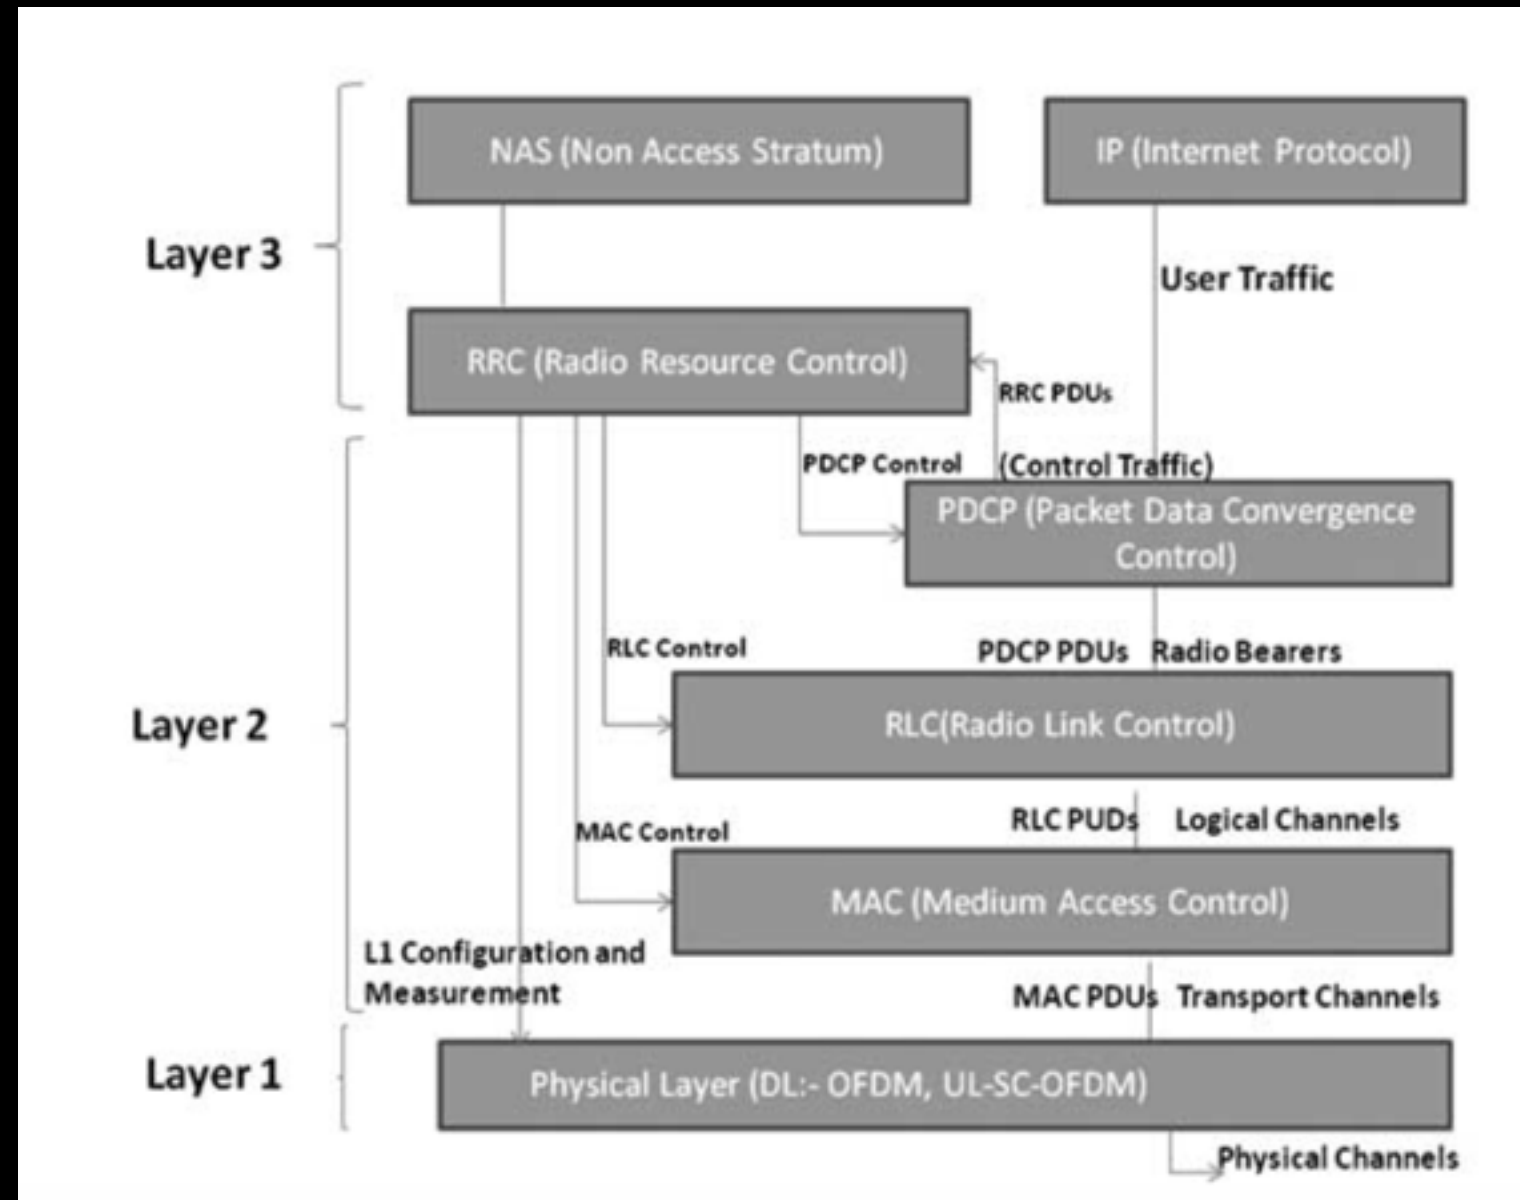 NAS (Non Access Stratum)
IP (Internet Protocol)
Layer 3
User Traffic
RRC (Radio Resource Control)
RRC PDUs
PDCP Control
(Control Traffic)
PDCP (Packet Data Convergence
Control)
RLC Control
PDCP PDUs
Radio Bearers
Layer 2
RLC(Radio Link Control)
RLC PUDs
Logical Channels
MAC Control
MAC (Medium Access Control)
L1 Configuration and
Measurement
MAC PDUs
Transport Channels
Layer 1
Physical Layer (DL:- OFDM, UL-SC-OFDM)
Physical Channels